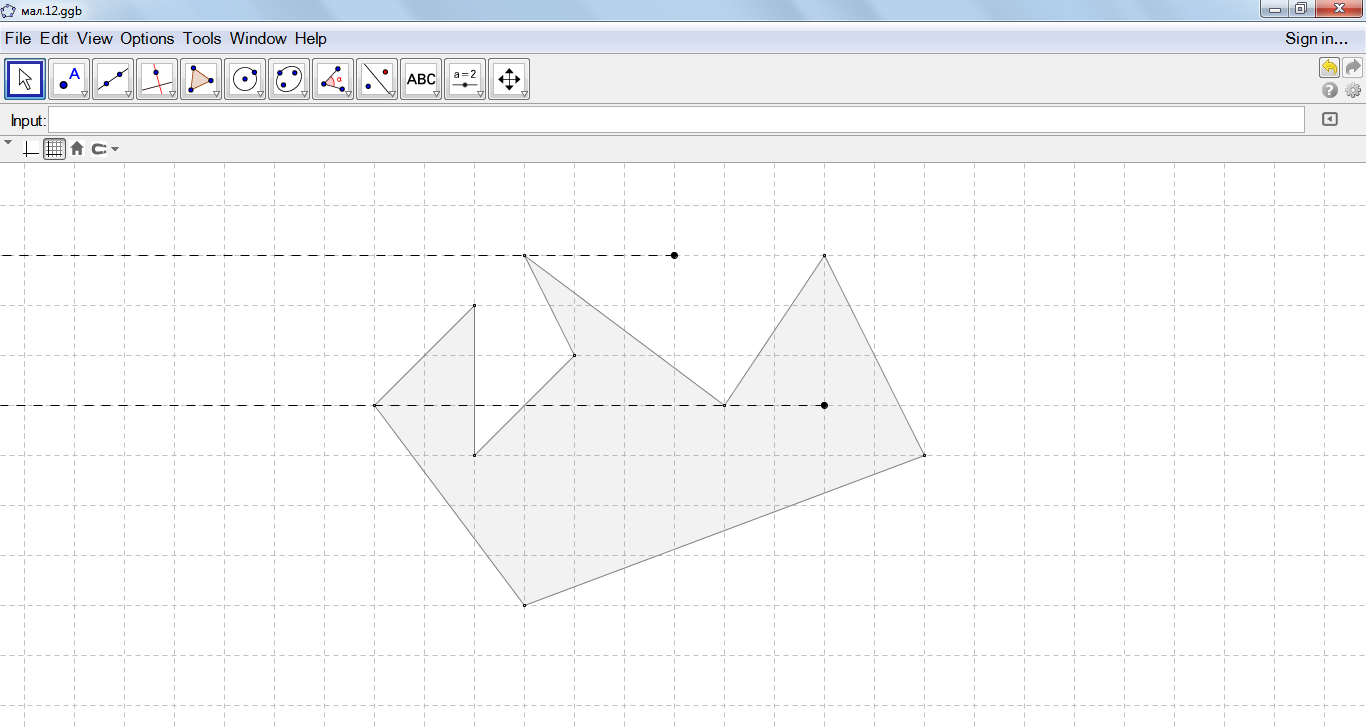 мал.12.ggb
File Edit View Options Tools Window Help Sign in...
A α ABC a=2
Input: